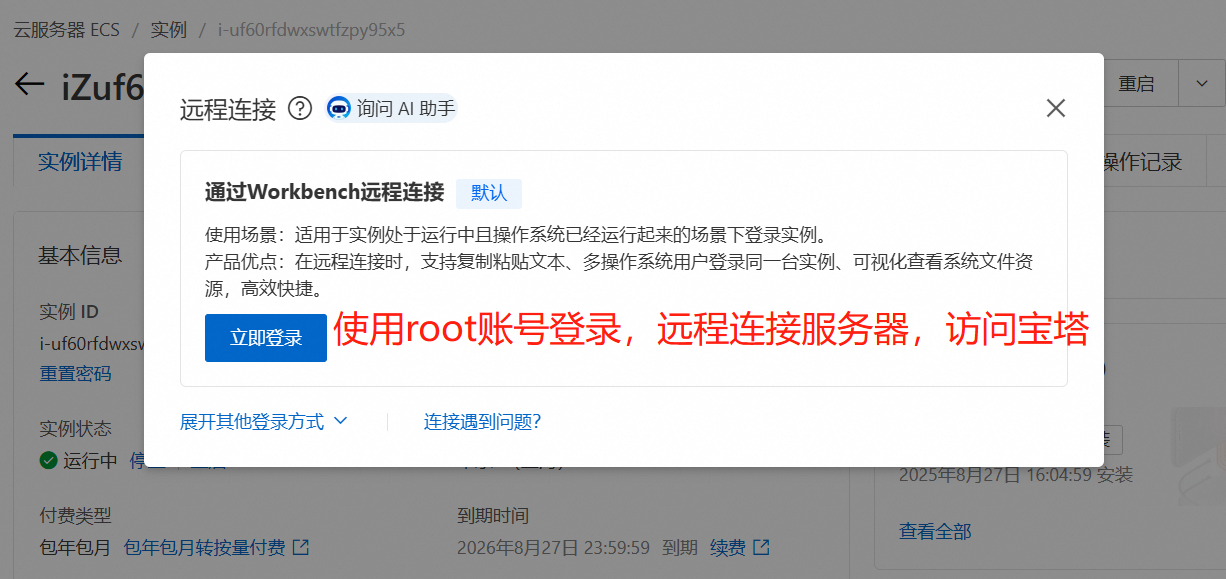 云服务器 ECS / 实例 / i-uf60rfdwxswtfzpy95x5
iZuf6
重启
远程连接 询问 AI 助手
实例详情
操作记录
通过Workbench远程连接 默认
使用场景：适用于实例处于运行中且操作系统已经运行起来的场景下登录实例。
产品优点：在远程连接时，支持复制粘贴文本、多操作系统用户登录同一台实例、可视化查看系统文件资
源，高效快捷。
立即登录 使用root账号登录，远程连接服务器，访问宝塔
展开其他登录方式 连接遇到问题?
基本信息
实例 ID
i-uf60rfdwxsw
重置密码
实例状态
运行中 停
2025年8月27日 16:04:59 安装
付费类型 到期时间
包年包月 包年包月转按量付费 2026年8月27日 23:59:59 到期 续费
查看全部